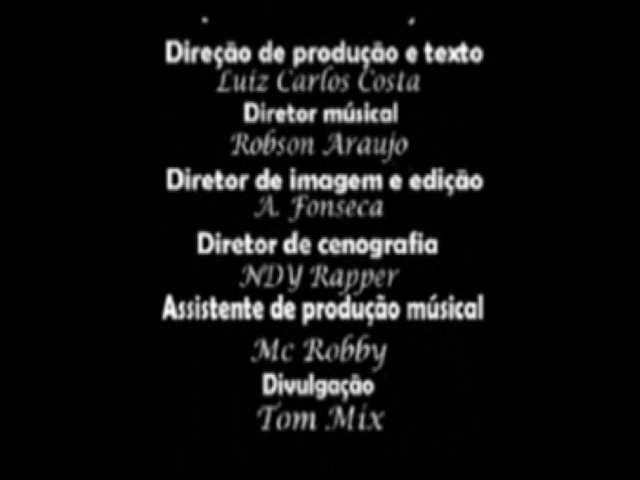 Direção de produção e texto
Luiz Carlos Costa
Diretor músical
Robson Araujo
Diretor de imagem e edição
A. Fonseca
Diretor de cenografia
NDY Rapper
Assistente de produção músical
Mc Robby
Divulgação
Tom Mix